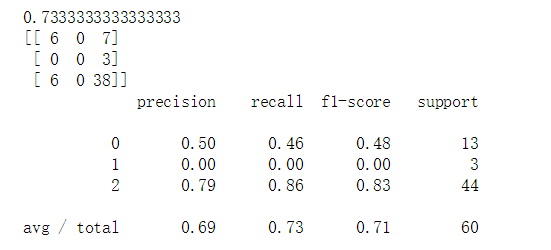 0.7333333333333333
[[ 6 0 7]
[ 0 0 3]
[ 6 0 38]]
precision recall f1-score support
0 0.50 0.46 0.48 13
1 0.00 0.00 0.00 3
2 0.79 0.86 0.83 44
avg / total 0.69 0.73 0.71 60